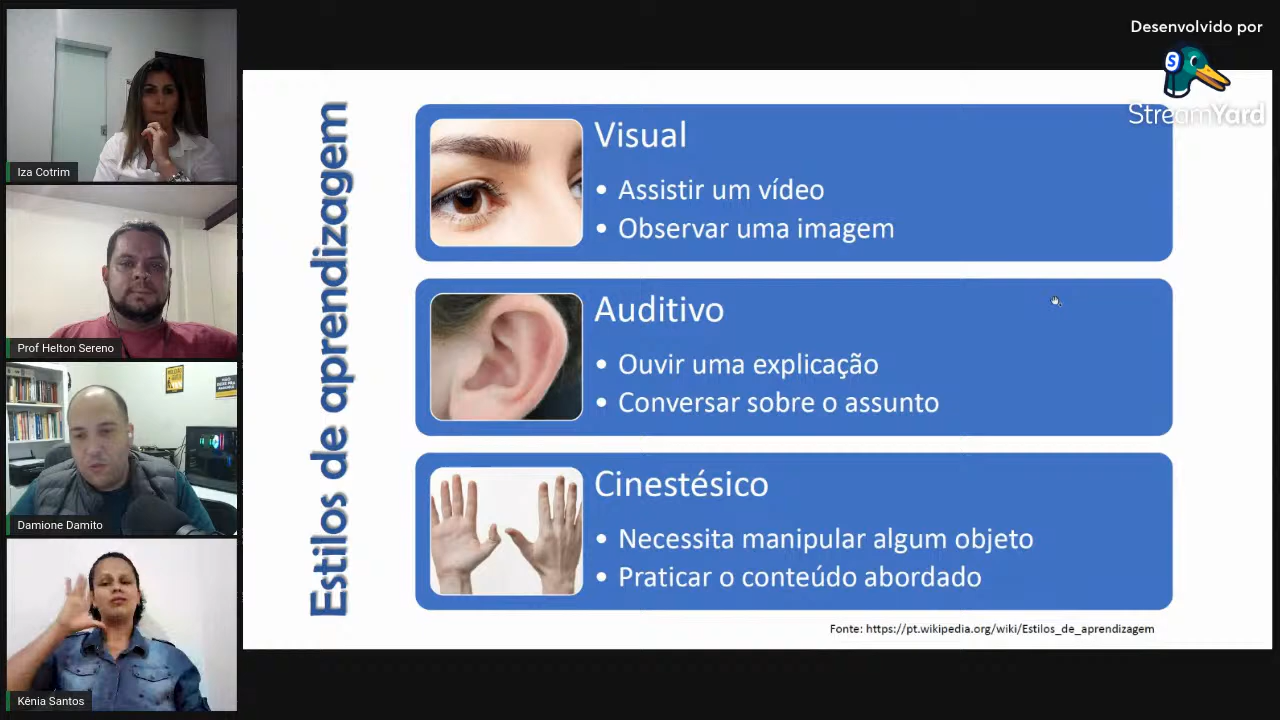 Desenvolvido por
StreamYard
Iza Cotrim
Prof Helton Sereno
Damione Damito
Kênia Santos
Estilos de aprendizagem
Visual
• Assistir um vídeo
• Observar uma imagem
Auditivo
• Ouvir uma explicação
• Conversar sobre o assunto
Cinestésico
• Necessita manipular algum objeto
• Praticar o conteúdo abordado
Fonte: https://pt.wikipedia.org/wiki/Estilos_de_aprendizagem